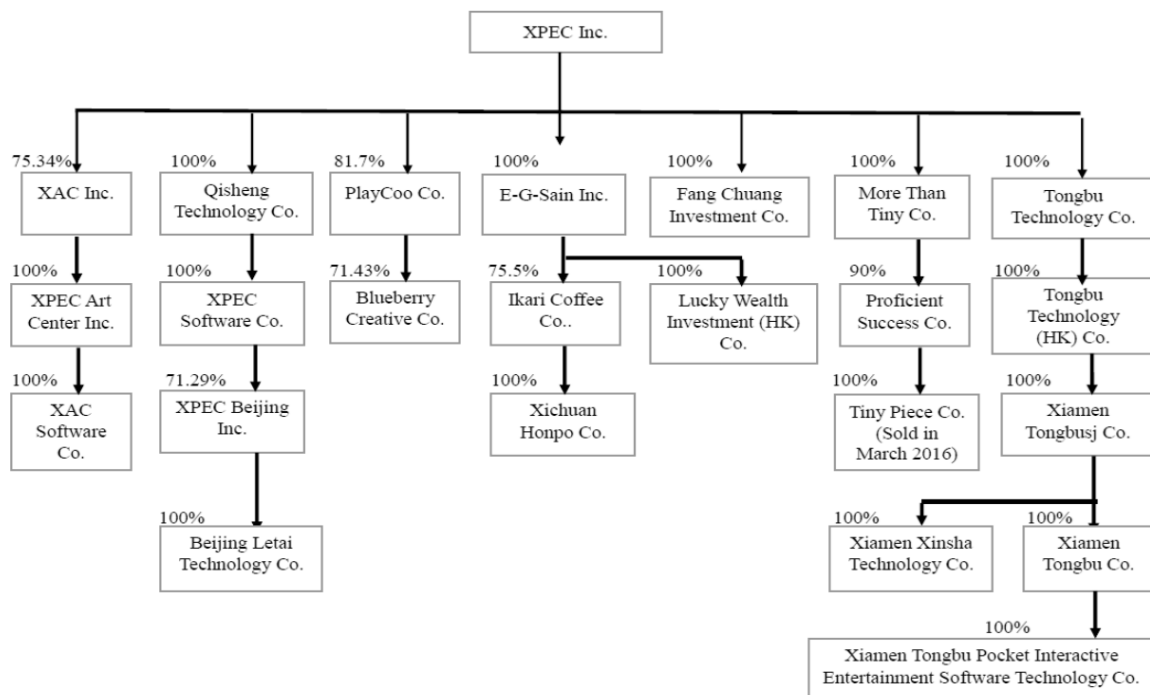 XPEC Inc.
75.34%
100%
81.7%
100%
100%
100%
100%
XAC Inc.
Qisheng
Technology Co.
PlayCoo Co.
E-G-Sain Inc.
Fang Chuang
Investment Co.
More Than
Tiny Co.
Tongbu
Technology Co.
100%
100%
71.43%
75.5%
100%
90%
100%
XPEC Art
Center Inc.
XPEC
Software Co.
Blueberry
Creative Co.
Ikari Coffee
Co..
Lucky Wealth
Investment (HK)
Co.
Proficient
Success Co.
Tongbu
Technology
(HK) Co.
100%
71.29%
100%
100%
100%
XAC
Software
Co.
XPEC Beijing
Inc.
Xichuan
Honpo Co.
Tiny Piece Co.
(Sold in
March 2016)
Xiamen
Tongbusj Co.
100%
100%
100%
Beijing Letai
Technology Co.
Xiamen Xinsha
Technology Co.
Xiamen
Tongbu Co.
100%
Xiamen Tongbu Pocket Interactive
Entertainment Software Technology Co.